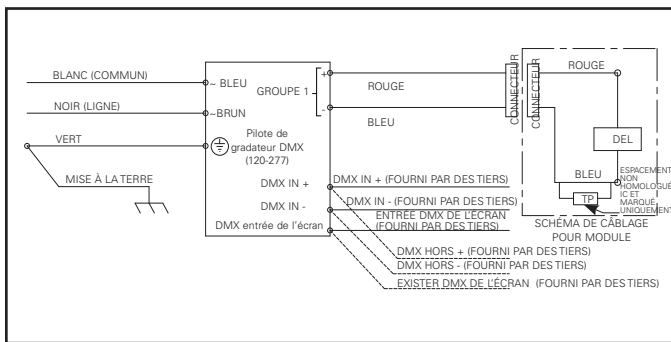 BLANC (COMMUN)
NOIR (LIGNE)
VERT
MISE À LA TERRE
~ BLEU
~BRUN
GROUPE 1
+
-
Pilote de
gradateur DMX
(120-277)
DMX IN +
DMX IN -
DMX entrée de l'écran
ROUGE
BLEU
CONNECTEUR
CONNECTEUR
ROUGE
DEL
BLEU
TP
ESPACEMENT
NON
HOMOLOGUÉ
IC ET
MARQUÉ
UNIQUEMENT
SCHÉMA DE CÂBLAGE
POUR MODULE
DMX IN + (FOURNI PAR DES TIERS)
DMX IN - (FOURNI PAR DES TIERS)
ENTRÉE DMX DE L'ÉCRAN
(FOURNI PAR DES TIERS)
DMX HORS + (FOURNI PAR DES TIERS)
DMX HORS - (FOURNI PAR DES TIERS)
EXISTER DMX DE L'ÉCRAN (FOURNI PAR DES TIERS)